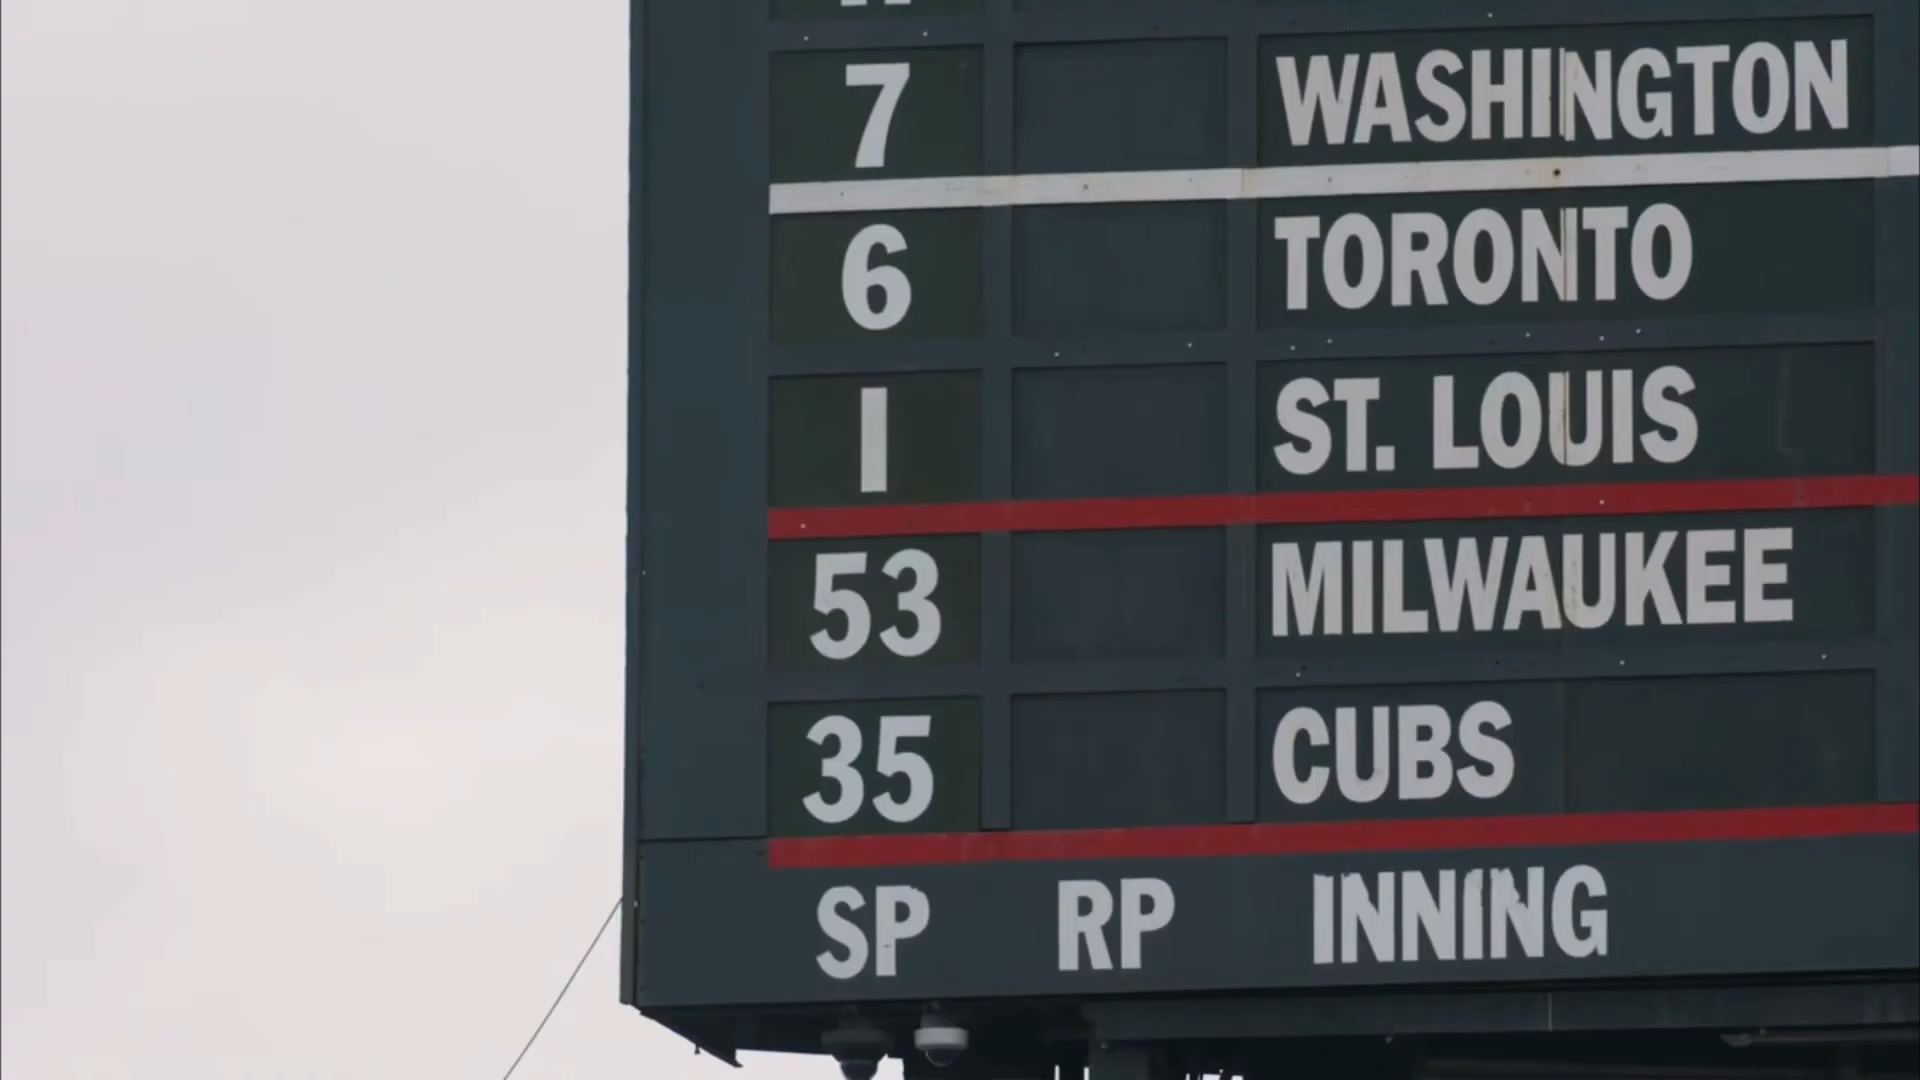 7 WASHINGTON
6 TORONTO
1 ST. LOUIS
53 MILWAUKEE
35 CUBS
SP RP INNING